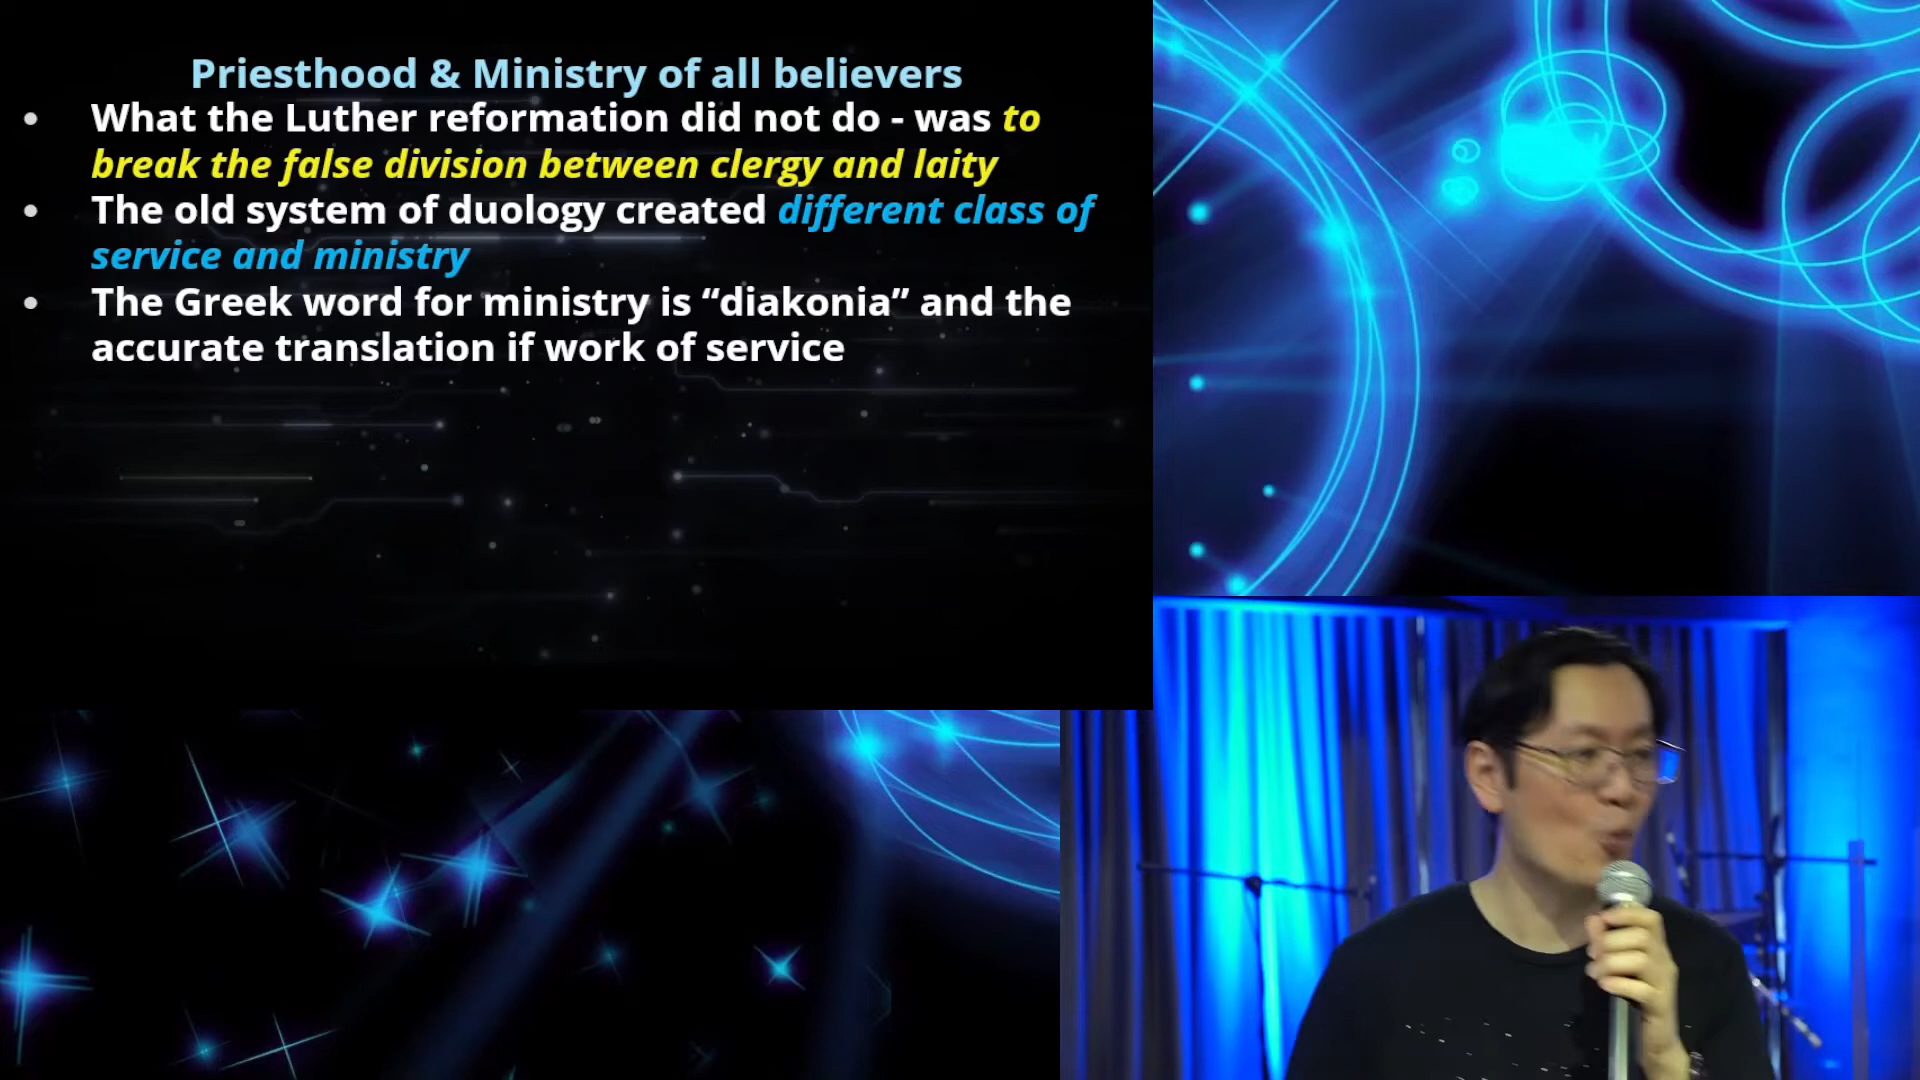 Priesthood & Ministry of all believers
• What the Luther reformation did not do - was to
break the false division between clergy and laity
• The old system of duology created different class of
service and ministry
• The Greek word for ministry is “diakonia” and the
accurate translation if work of service